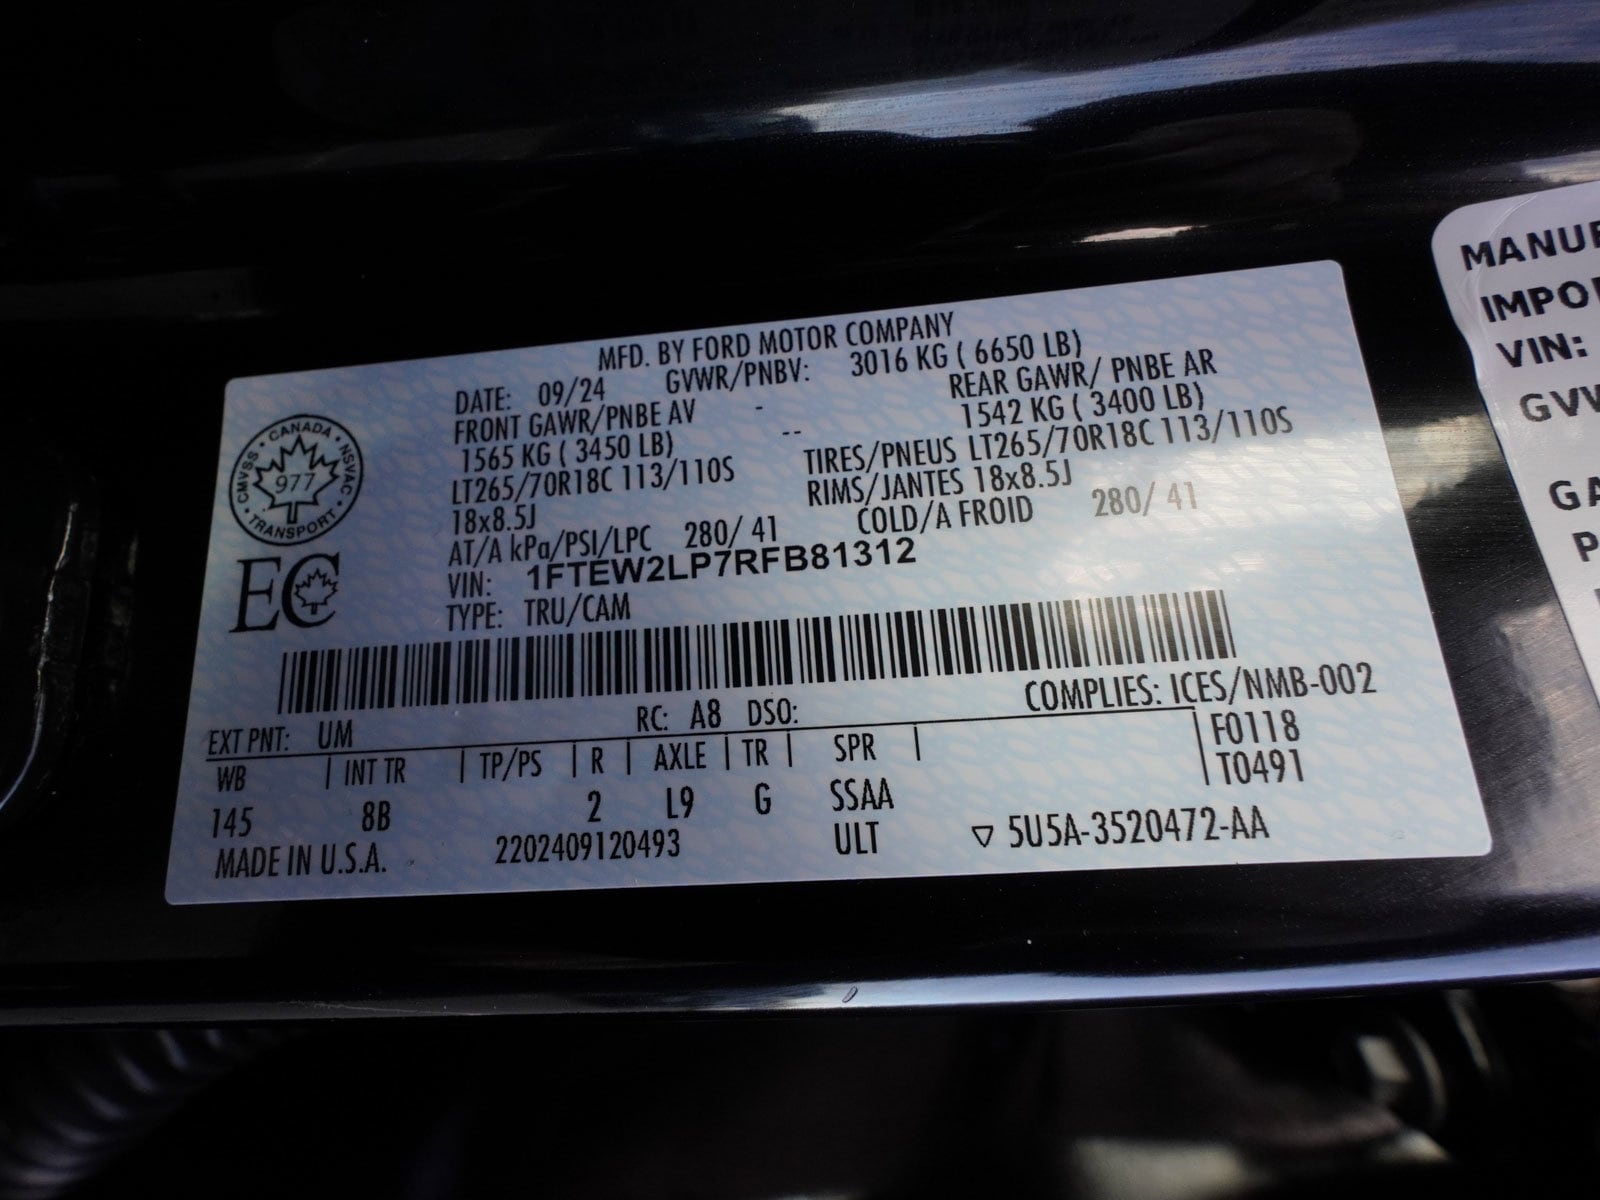 MFD. BY FORD MOTOR COMPANY
DATE: 09/24 GVWR/PNBV: 3016 KG ( 6650 LB)
FRONT GAWR/PNBE AV - REAR GAWR/ PNBE AR
1565 KG ( 3450 LB) -- 1542 KG ( 3400 LB)
LT265/70R18C 113/110S TIRES/PNEUS LT265/70R18C 113/110S
18x8.5J RIMS/JANTES 18x8.5J
AT/A kPa/PSI/LPC 280/ 41 COLD/A FROID 280/ 41
VIN: 1FTEW2LP7RFB81312
TYPE: TRU/CAM
CANADA
CMVSS
NSVAC
977
TRANSPORT
EC
COMPLIES: ICES/NMB-002
EXT PNT: UM RC: A8 DSO:
WB | INT TR | TP/PS | R | AXLE | TR | SPR | | F0118
145 8B 2 L9 G SSAA | T0491
MADE IN U.S.A. 2202409120493 ULT ▽ 5U5A-3520472-AA
MANUF
IMPO
VIN:
GVW
GA
P